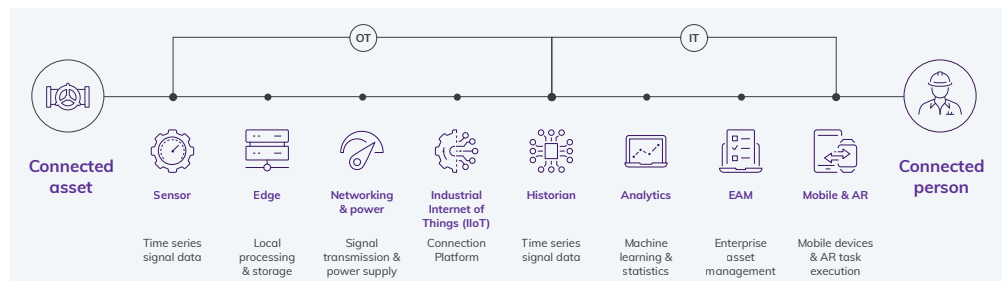 OT
IT
Connected
asset
Connected
person
Sensor
Edge
Networking
& power
Industrial
Internet of
Things (IIoT)
Historian
Analytics
EAM
Mobile & AR
Time series
signal data
Local
processing
& storage
Signal
transmission &
power supply
Connection
Platform
Time series
signal data
Machine
learning &
statistics
Enterprise
asset
management
Mobile devices
& AR task
execution